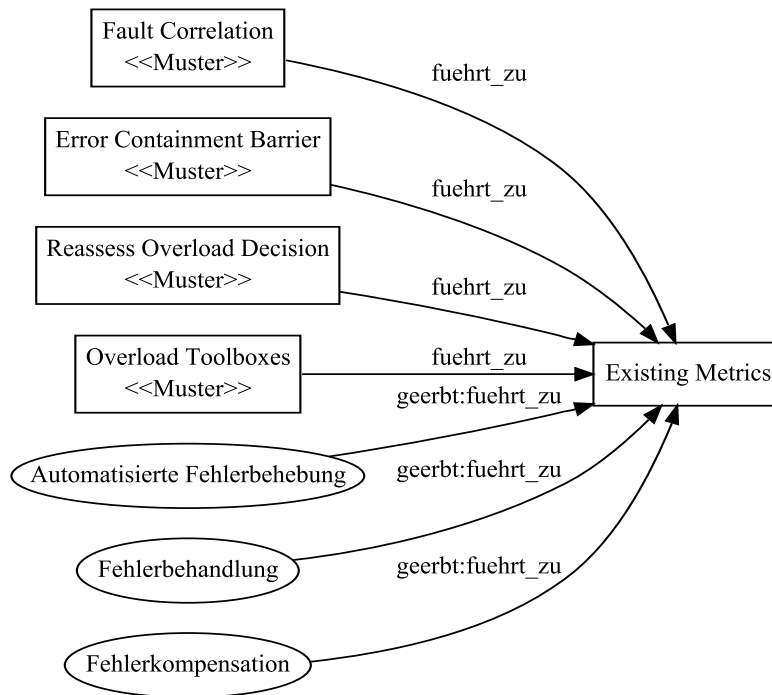 Fault Correlation
<<Muster>>
fuehrt_zu
Error Containment Barrier
<<Muster>>
fuehrt_zu
Reassess Overload Decision
<<Muster>>
fuehrt_zu
Overload Toolboxes
<<Muster>>
fuehrt_zu
Existing Metrics
geerbt:fuehrt_zu
Automatisierte Fehlerbehebung
geerbt:fuehrt_zu
Fehlerbehandlung
geerbt:fuehrt_zu
Fehlerkompensation